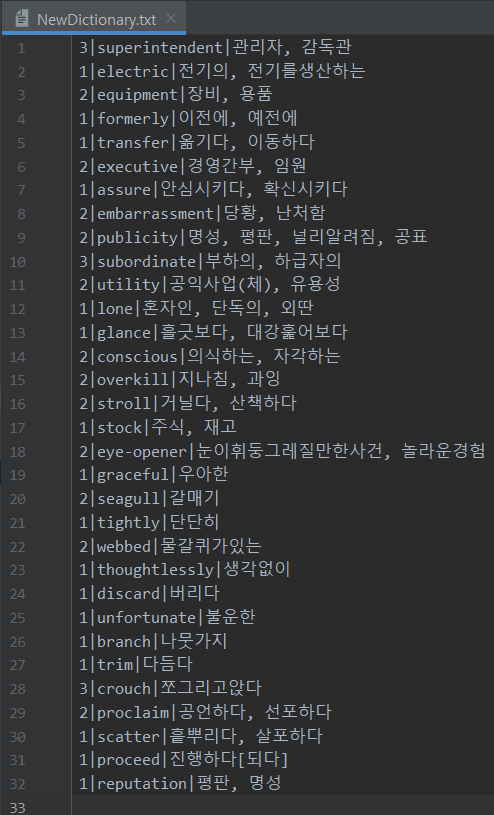 NewDictionary.txt
1 3|superintendent|관리자, 감독관
2 1|electric|전기의, 전기를생산하는
3 2|equipment|장비, 용품
4 1|formerly|이전에, 예전에
5 1|transfer|옮기다, 이동하다
6 2|executive|경영간부, 임원
7 1|assure|안심시키다, 확신시키다
8 2|embarrassment|당황, 난처함
9 2|publicity|명성, 평판, 널리알려짐, 공표
10 3|subordinate|부하의, 하급자의
11 2|utility|공익사업(체), 유용성
12 1|lone|혼자인, 단독의, 외딴
13 1|glance|흘긋보다, 대강훑어보다
14 2|conscious|의식하는, 자각하는
15 2|overkill|지나침, 과잉
16 2|stroll|거닐다, 산책하다
17 1|stock|주식, 재고
18 2|eye-opener|눈이휘둥그레질만한사건, 놀라운경험
19 1|graceful|우아한
20 2|seagull|갈매기
21 1|tightly|단단히
22 2|webbed|물갈퀴가있는
23 1|thoughtlessly|생각없이
24 1|discard|버리다
25 1|unfortunate|불운한
26 1|branch|나뭇가지
27 1|trim|다듬다
28 3|crouch|쪼그리고앉다
29 2|proclaim|공언하다, 선포하다
30 1|scatter|흩뿌리다, 살포하다
31 1|proceed|진행하다[되다]
32 1|reputation|평판, 명성
33